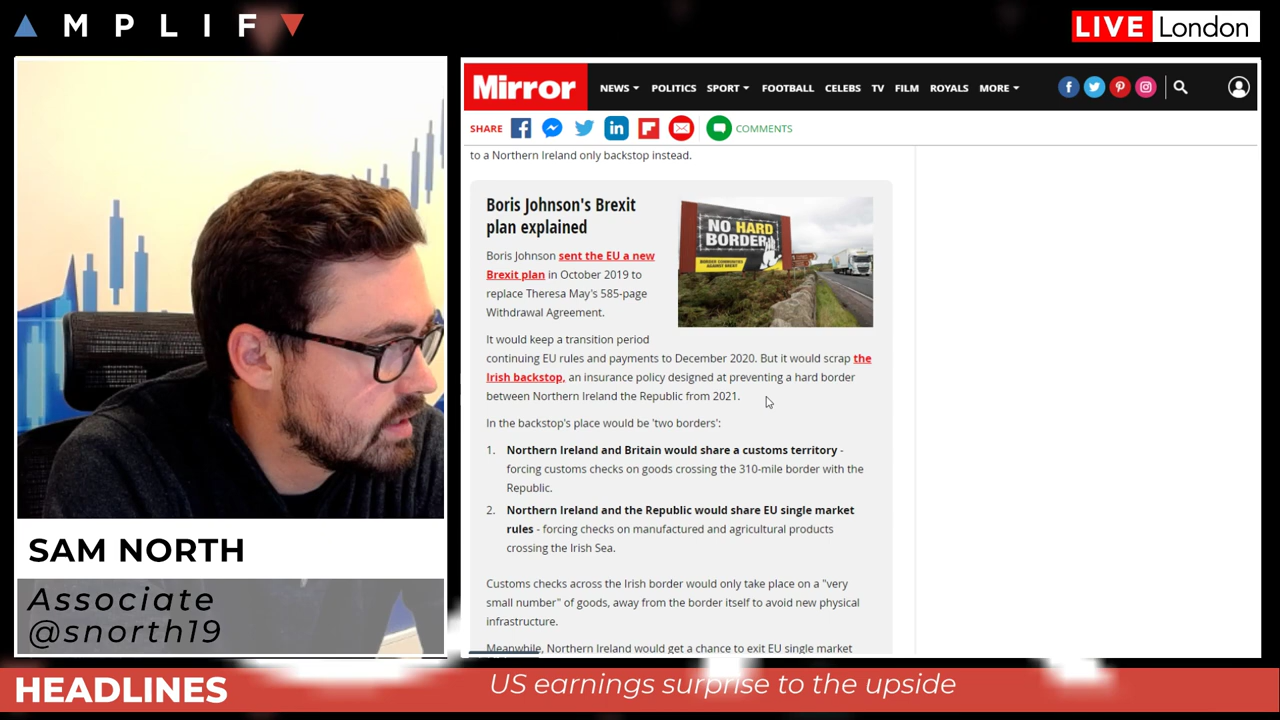 MPLIF
LIVE London
Mirror
NEWS POLITICS SPORT FOOTBALL CELEBS TV FILM ROYALS MORE
SHARE COMMENTS
to a Northern Ireland only backstop instead.
Boris Johnson's Brexit
plan explained
NO HARD
BORDER
BORDER COMMUNITIES
AGAINST BREXIT
Boris Johnson sent the EU a new
Brexit plan in October 2019 to
replace Theresa May's 585-page
Withdrawal Agreement.
It would keep a transition period
continuing EU rules and payments to December 2020. But it would scrap the
Irish backstop, an insurance policy designed at preventing a hard border
between Northern Ireland the Republic from 2021.
In the backstop's place would be 'two borders':
1. Northern Ireland and Britain would share a customs territory -
forcing customs checks on goods crossing the 310-mile border with the
Republic.
2. Northern Ireland and the Republic would share EU single market
rules - forcing checks on manufactured and agricultural products
crossing the Irish Sea.
Customs checks across the Irish border would only take place on a "very
small number" of goods, away from the border itself to avoid new physical
infrastructure.
Meanwhile, Northern Ireland would get a chance to exit EU single market
SAM NORTH
Associate
@snorth19
HEADLINES
US earnings surprise to the upside